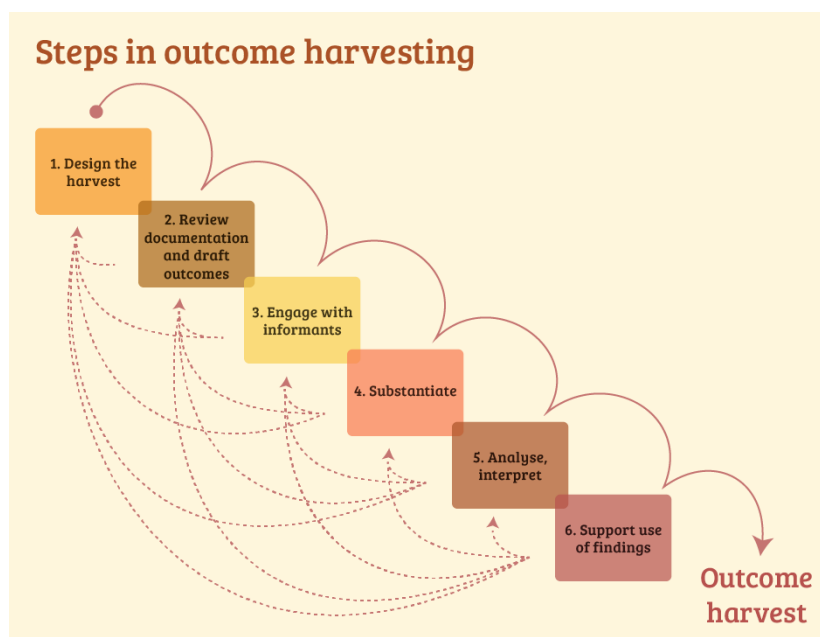 Steps in outcome harvesting
1. Design the
harvest
2. Review
documentation
and draft
outcomes
3. Engage with
informants
4. Substantiate
5. Analyse,
interpret
6. Support use
of findings
Outcome
harvest